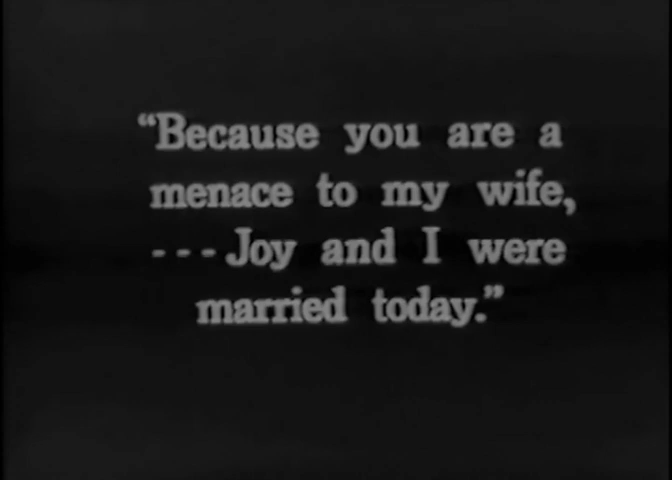 “Because you are a
menace to my wife,
---Joy and I were
married today.”